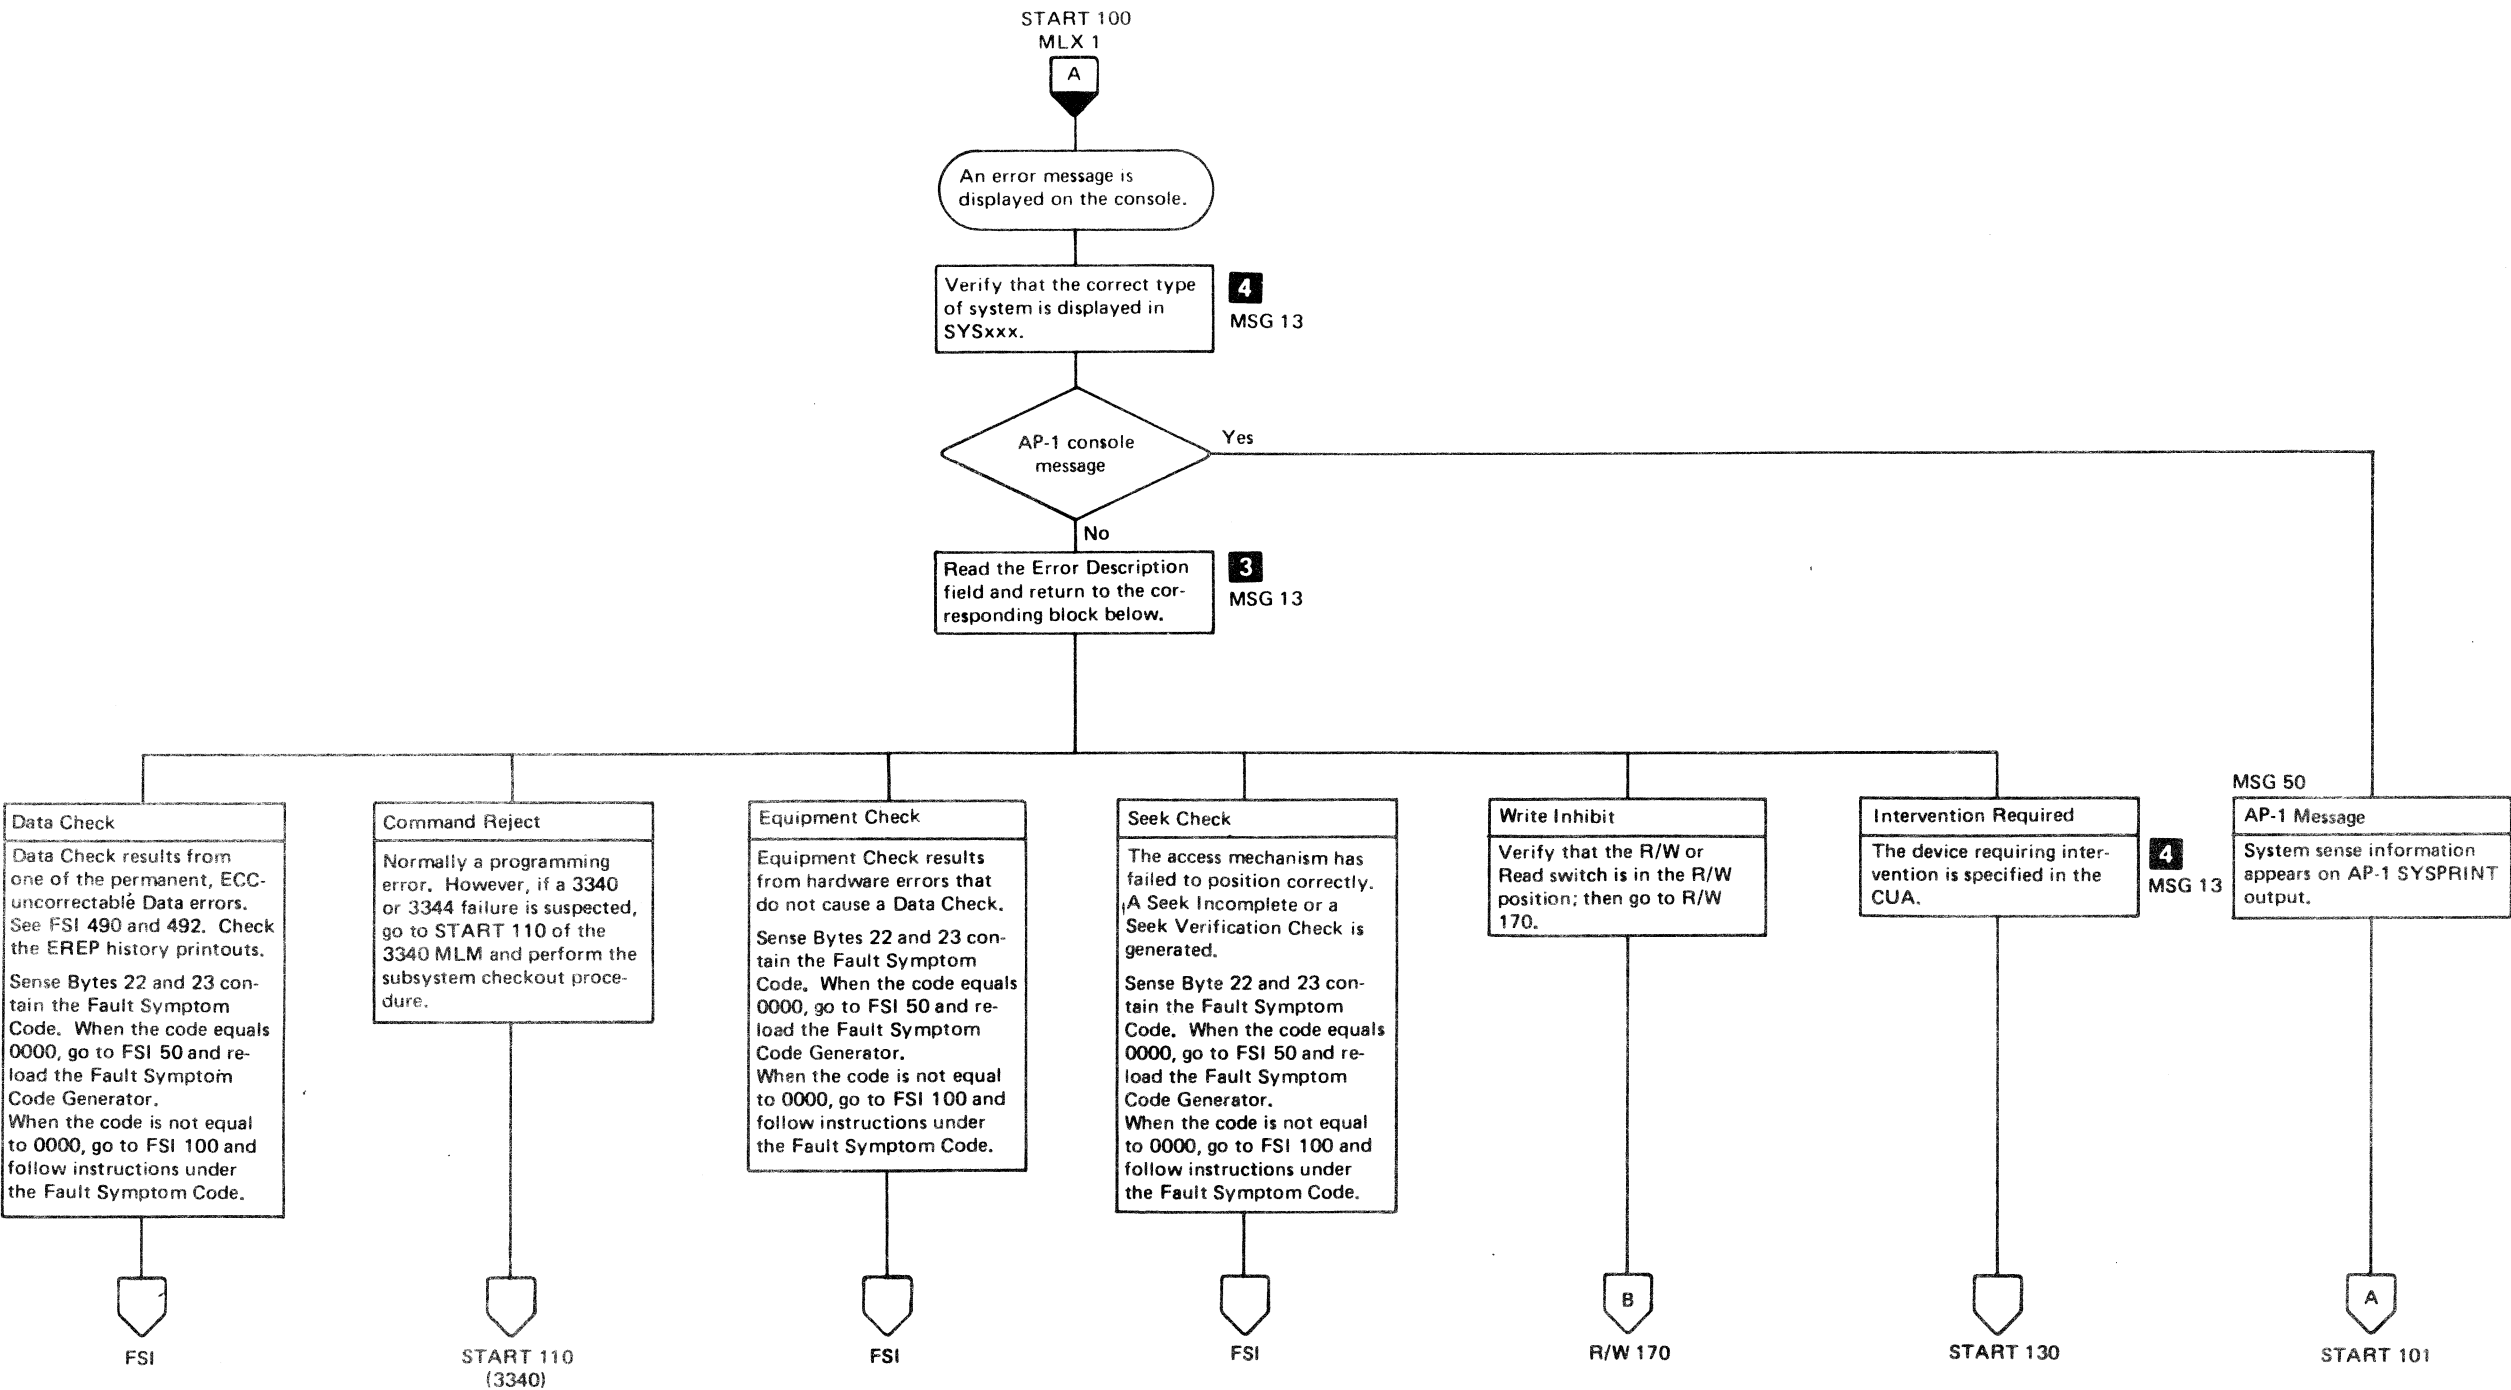 START 100
MLX 1
A
An error message is
displayed on the console.
Verify that the correct type
of system is displayed in
SYSxxx.
4
MSG 13
AP-1 console
message
Yes
No
Read the Error Description
field and return to the cor-
responding block below.
3
MSG 13
Data Check
Data Check results from
one of the permanent, ECC-
uncorrectable Data errors.
See FSI 490 and 492. Check
the EREP history printouts.
Sense Bytes 22 and 23 con-
tain the Fault Symptom
Code. When the code equals
0000, go to FSI 50 and re-
load the Fault Symptom
Code Generator.
When the code is not equal
to 0000, go to FSI 100 and
follow instructions under
the Fault Symptom Code.
FSI
Command Reject
Normally a programming
error. However, if a 3340
or 3344 failure is suspected,
go to START 110 of the
3340 MLM and perform the
subsystem checkout proce-
dure.
START 110
(3340)
Equipment Check
Equipment Check results
from hardware errors that
do not cause a Data Check.
Sense Bytes 22 and 23 con-
tain the Fault Symptom
Code. When the code equals
0000, go to FSI 50 and re-
load the Fault Symptom
Code Generator.
When the code is not equal
to 0000, go to FSI 100 and
follow instructions under
the Fault Symptom Code.
FSI
Seek Check
The access mechanism has
failed to position correctly.
A Seek Incomplete or a
Seek Verification Check is
generated.
Sense Byte 22 and 23 con-
tain the Fault Symptom
Code. When the code equals
0000, go to FSI 50 and re-
load the Fault Symptom
Code Generator.
When the code is not equal
to 0000, go to FSI 100 and
follow instructions under
the Fault Symptom Code.
FSI
Write Inhibit
Verify that the R/W or
Read switch is in the R/W
position; then go to R/W
170.
B
R/W 170
Intervention Required
The device requiring inter-
vention is specified in the
CUA.
4
MSG 13
START 130
MSG 50
AP-1 Message
System sense information
appears on AP-1 SYSPRINT
output.
A
START 101